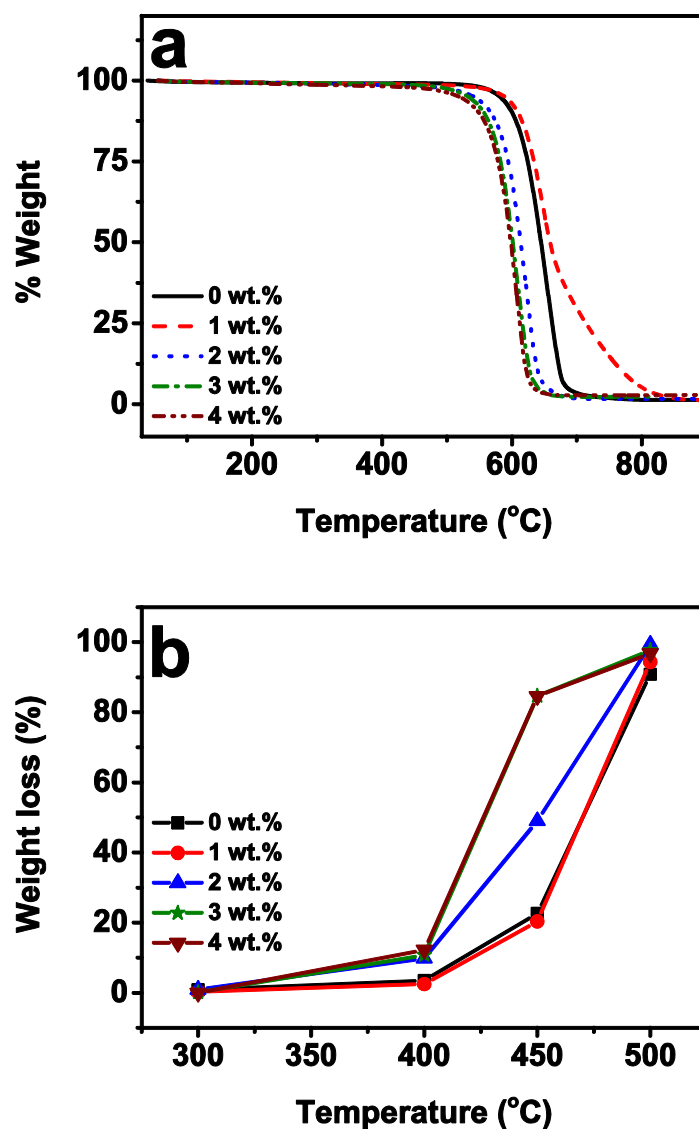 a
100
75
50
25
0
% Weight
0 wt.%
1 wt.%
2 wt.%
3 wt.%
4 wt.%
200 400 600 800
Temperature (°C)
b
100
80
60
40
20
0
Weight loss (%)
0 wt.%
1 wt.%
2 wt.%
3 wt.%
4 wt.%
300 350 400 450 500
Temperature (°C)